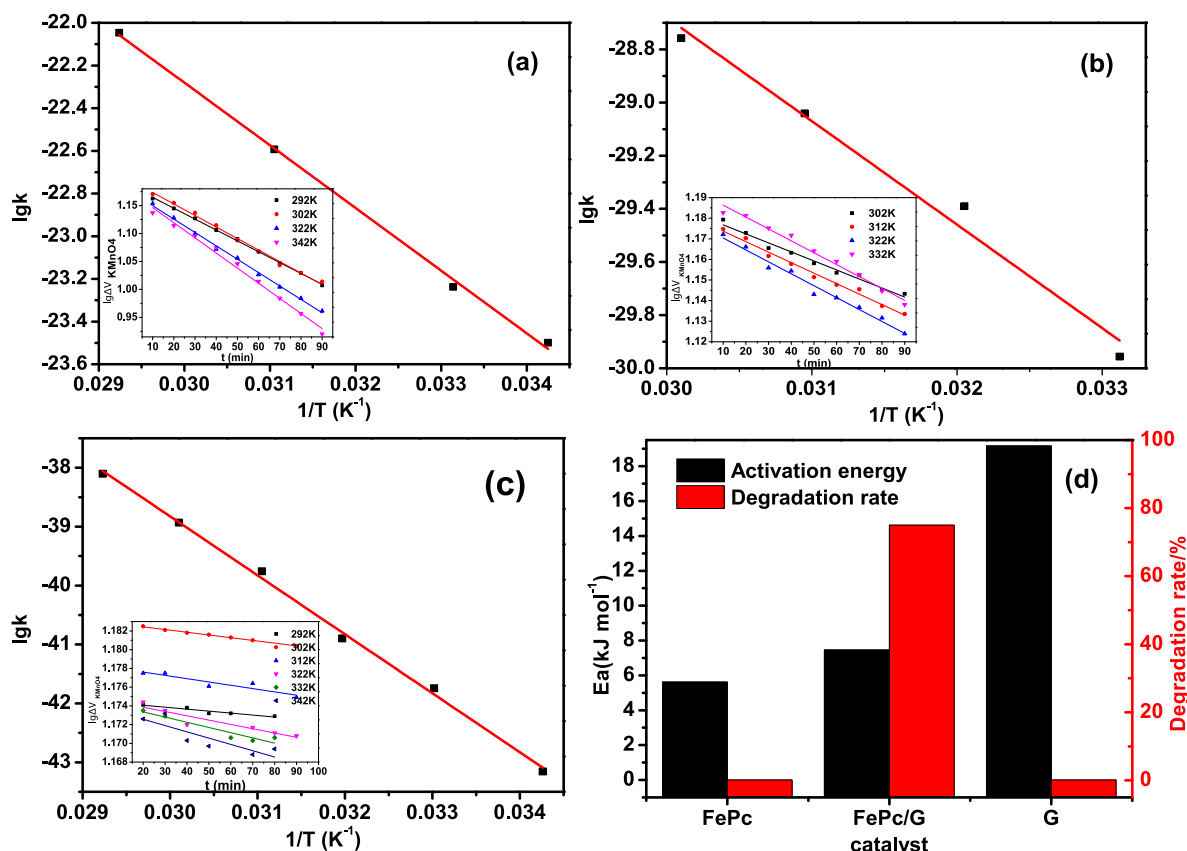 (a)
lgk
-22.0
-22.2
-22.4
-22.6
-22.8
-23.0
-23.2
-23.4
-23.6
0.029 0.030 0.031 0.032 0.033 0.034
1/T (K-1)
lgΔV KMnO4
1.15
1.10
1.05
1.00
0.95
10 20 30 40 50 60 70 80 90
t (min)
292K
302K
322K
342K
(b)
lgk
-28.8
-29.0
-29.2
-29.4
-29.6
-29.8
-30.0
0.030 0.031 0.032 0.033
1/T (K-1)
lgΔV KMnO4
1.19
1.18
1.17
1.16
1.15
1.14
1.13
1.12
10 20 30 40 50 60 70 80 90
t (min)
302K
312K
322K
332K
(c)
lgk
-38
-39
-40
-41
-42
-43
0.029 0.030 0.031 0.032 0.033 0.034
1/T (K-1)
lgΔV KMnO4
1.182
1.180
1.178
1.176
1.174
1.172
1.170
1.168
20 30 40 50 60 70 80 90 100
t (min)
292K
302K
312K
322K
332K
342K
(d)
Activation energy
Degradation rate
Ea(kJ mol-1)
18
16
14
12
10
8
6
4
2
0
Degradation rate/%
100
80
60
40
20
0
FePc FePc/G G
catalyst